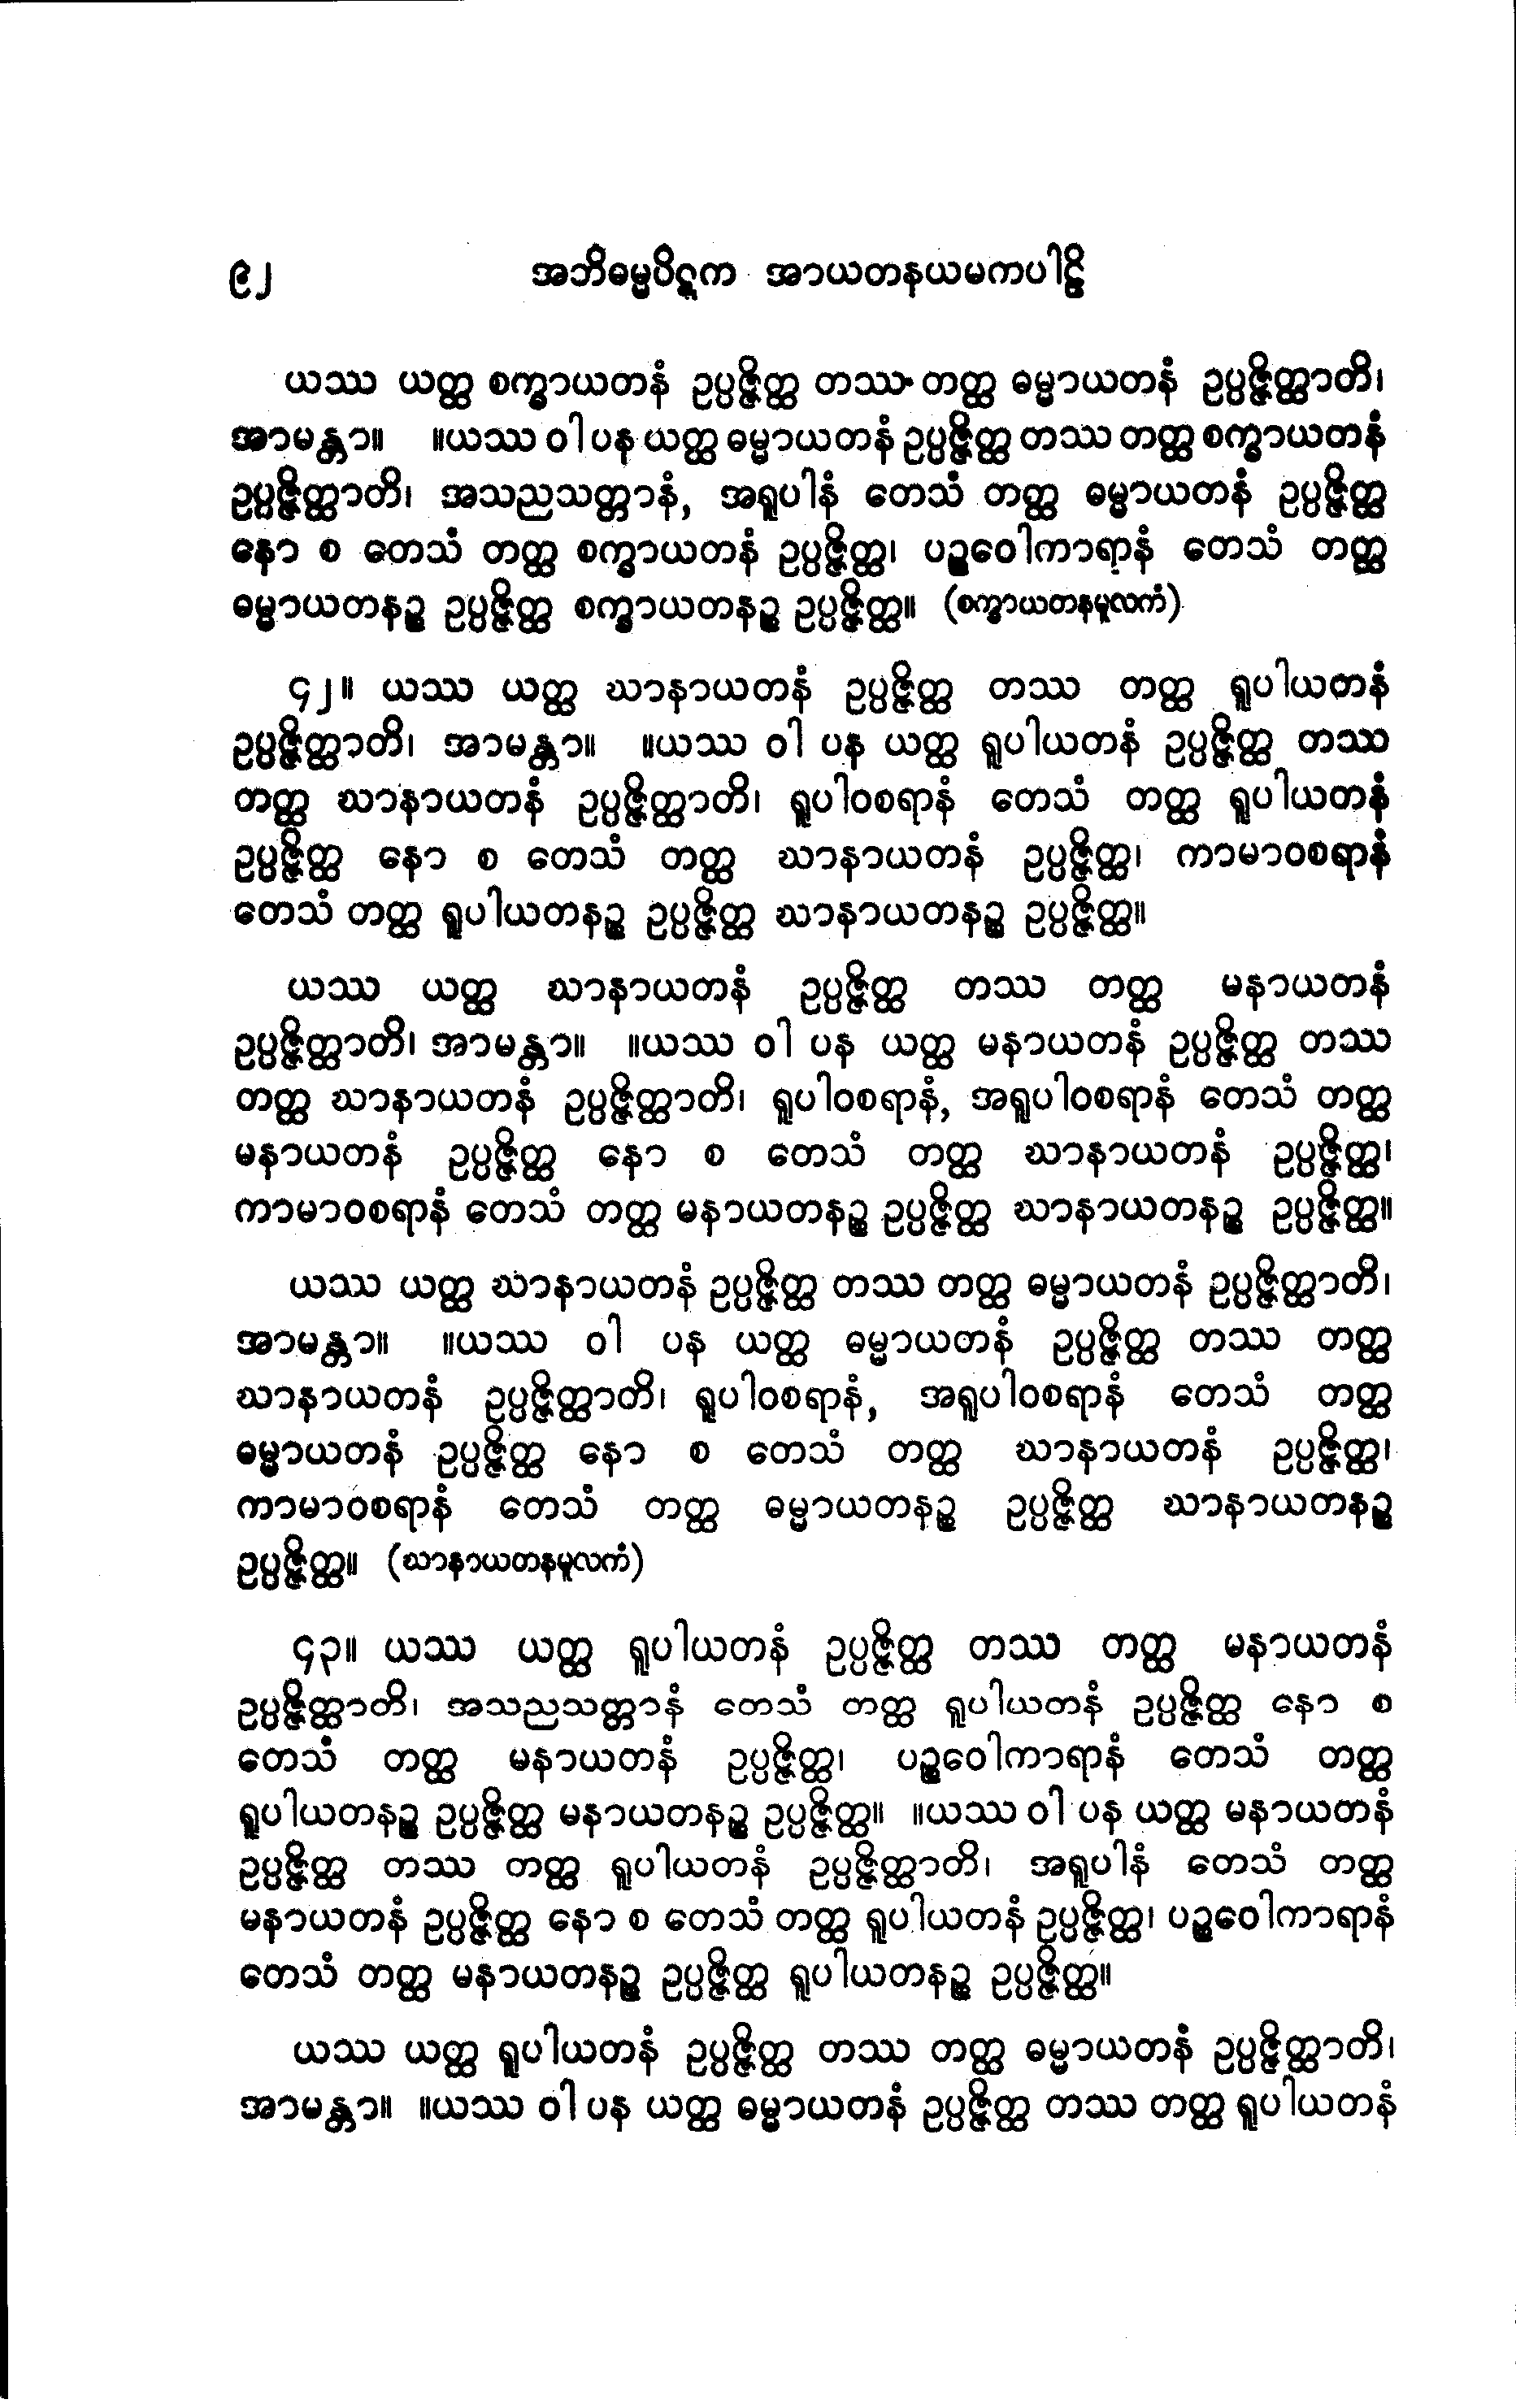 ၉၂ အဘိဓမ္မပိဋက အာယတနယမကပါဠိ
ယဿ ယတ္ထ စက္ခာယတနံ ဥပ္ပဇ္ဇိတ္ထ တဿ တတ္ထ ဓမ္မာယတနံ ဥပ္ပဇ္ဇိတ္ထာတိ၊
အာမန္တာ။ ။ယဿ ဝါ ပန ယတ္ထ ဓမ္မာယတနံ ဥပ္ပဇ္ဇိတ္ထ တဿ တတ္ထ စက္ခာယတနံ
ဥပ္ပဇ္ဇိတ္ထာတိ၊ အသညသတ္တာနံ, အရူပါနံ တေသံ တတ္ထ ဓမ္မာယတနံ ဥပ္ပဇ္ဇိတ္ထ
နော စ တေသံ တတ္ထ စက္ခာယတနံ ဥပ္ပဇ္ဇိတ္ထ၊ ပဉ္စဝေါကာရာနံ တေသံ တတ္ထ
ဓမ္မာယတနဉ္စ ဥပ္ပဇ္ဇိတ္ထ စက္ခာယတနဉ္စ ဥပ္ပဇ္ဇိတ္ထ။ (စက္ခာယတနမူလကံ)
၄၂။ ယဿ ယတ္ထ ဃာနာယတနံ ဥပ္ပဇ္ဇိတ္ထ တဿ တတ္ထ ရူပါယတနံ
ဥပ္ပဇ္ဇိတ္ထာတိ၊ အာမန္တာ။ ။ယဿ ဝါ ပန ယတ္ထ ရူပါယတနံ ဥပ္ပဇ္ဇိတ္ထ တဿ
တတ္ထ ဃာနာယတနံ ဥပ္ပဇ္ဇိတ္ထာတိ၊ ရူပါဝစရာနံ တေသံ တတ္ထ ရူပါယတနံ
ဥပ္ပဇ္ဇိတ္ထ နော စ တေသံ တတ္ထ ဃာနာယတနံ ဥပ္ပဇ္ဇိတ္ထ၊ ကာမာဝစရာနံ
တေသံ တတ္ထ ရူပါယတနဉ္စ ဥပ္ပဇ္ဇိတ္ထ ဃာနာယတနဉ္စ ဥပ္ပဇ္ဇိတ္ထ။
ယဿ ယတ္ထ ဃာနာယတနံ ဥပ္ပဇ္ဇိတ္ထ တဿ တတ္ထ မနာယတနံ
ဥပ္ပဇ္ဇိတ္ထာတိ၊ အာမန္တာ။ ။ယဿ ဝါ ပန ယတ္ထ မနာယတနံ ဥပ္ပဇ္ဇိတ္ထ တဿ
တတ္ထ ဃာနာယတနံ ဥပ္ပဇ္ဇိတ္ထာတိ၊ ရူပါဝစရာနံ, အရူပါဝစရာနံ တေသံ တတ္ထ
မနာယတနံ ဥပ္ပဇ္ဇိတ္ထ နော စ တေသံ တတ္ထ ဃာနာယတနံ ဥပ္ပဇ္ဇိတ္ထ၊
ကာမာဝစရာနံ တေသံ တတ္ထ မနာယတနဉ္စ ဥပ္ပဇ္ဇိတ္ထ ဃာနာယတနဉ္စ ဥပ္ပဇ္ဇိတ္ထ။
ယဿ ယတ္ထ ဃာနာယတနံ ဥပ္ပဇ္ဇိတ္ထ တဿ တတ္ထ ဓမ္မာယတနံ ဥပ္ပဇ္ဇိတ္ထာတိ၊
အာမန္တာ။ ။ယဿ ဝါ ပန ယတ္ထ ဓမ္မာယတနံ ဥပ္ပဇ္ဇိတ္ထ တဿ တတ္ထ
ဃာနာယတနံ ဥပ္ပဇ္ဇိတ္ထာတိ၊ ရူပါဝစရာနံ, အရူပါဝစရာနံ တေသံ တတ္ထ
ဓမ္မာယတနံ ဥပ္ပဇ္ဇိတ္ထ နော စ တေသံ တတ္ထ ဃာနာယတနံ ဥပ္ပဇ္ဇိတ္ထ၊
ကာမာဝစရာနံ တေသံ တတ္ထ ဓမ္မာယတနဉ္စ ဥပ္ပဇ္ဇိတ္ထ ဃာနာယတနဉ္စ
ဥပ္ပဇ္ဇိတ္ထ။ (ဃာနာယတနမူလကံ)
၄၃။ ယဿ ယတ္ထ ရူပါယတနံ ဥပ္ပဇ္ဇိတ္ထ တဿ တတ္ထ မနာယတနံ
ဥပ္ပဇ္ဇိတ္ထာတိ၊ အသညသတ္တာနံ တေသံ တတ္ထ ရူပါယတနံ ဥပ္ပဇ္ဇိတ္ထ နော စ
တေသံ တတ္ထ မနာယတနံ ဥပ္ပဇ္ဇိတ္ထ၊ ပဉ္စဝေါကာရာနံ တေသံ တတ္ထ
ရူပါယတနဉ္စ ဥပ္ပဇ္ဇိတ္ထ မနာယတနဉ္စ ဥပ္ပဇ္ဇိတ္ထ။ ။ယဿ ဝါ ပန ယတ္ထ မနာယတနံ
ဥပ္ပဇ္ဇိတ္ထ တဿ တတ္ထ ရူပါယတနံ ဥပ္ပဇ္ဇိတ္ထာတိ၊ အရူပါနံ တေသံ တတ္ထ
မနာယတနံ ဥပ္ပဇ္ဇိတ္ထ နော စ တေသံ တတ္ထ ရူပါယတနံ ဥပ္ပဇ္ဇိတ္ထ၊ ပဉ္စဝေါကာရာနံ
တေသံ တတ္ထ မနာယတနဉ္စ ဥပ္ပဇ္ဇိတ္ထ ရူပါယတနဉ္စ ဥပ္ပဇ္ဇိတ္ထ။
ယဿ ယတ္ထ ရူပါယတနံ ဥပ္ပဇ္ဇိတ္ထ တဿ တတ္ထ ဓမ္မာယတနံ ဥပ္ပဇ္ဇိတ္ထာတိ၊
အာမန္တာ။ ။ယဿ ဝါ ပန ယတ္ထ ဓမ္မာယတနံ ဥပ္ပဇ္ဇိတ္ထ တဿ တတ္ထ ရူပါယတနံ